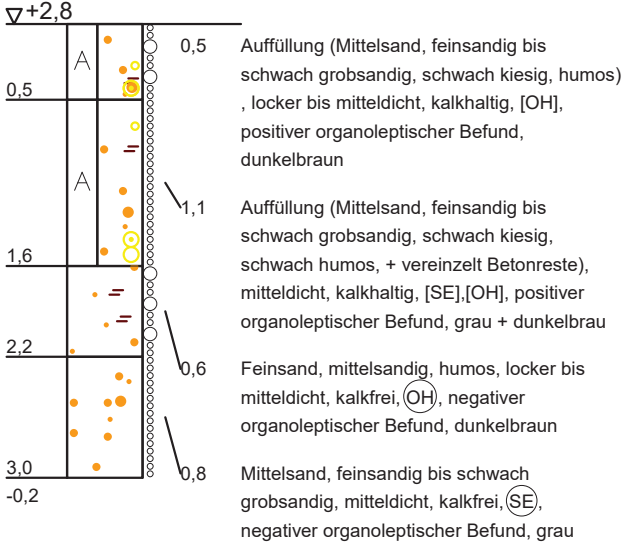 +2,8
A
0,5
0,5 Auffüllung (Mittelsand, feinsandig bis
schwach grobsandig, schwach kiesig, humos)
, locker bis mitteldicht, kalkhaltig, [OH],
positiver organoleptischer Befund,
dunkelbraun
A
1,6
1,1 Auffüllung (Mittelsand, feinsandig bis
schwach grobsandig, schwach kiesig,
schwach humos, + vereinzelt Betonreste),
mitteldicht, kalkhaltig, [SE],[OH], positiver
organoleptischer Befund, grau + dunkelbrau
2,2
0,6 Feinsand, mittelsandig, humos, locker bis
mitteldicht, kalkfrei, OH, negativer
organoleptischer Befund, dunkelbraun
3,0
-0,2
0,8 Mittelsand, feinsandig bis schwach
grobsandig, mitteldicht, kalkfrei, SE,
negativer organoleptischer Befund, grau